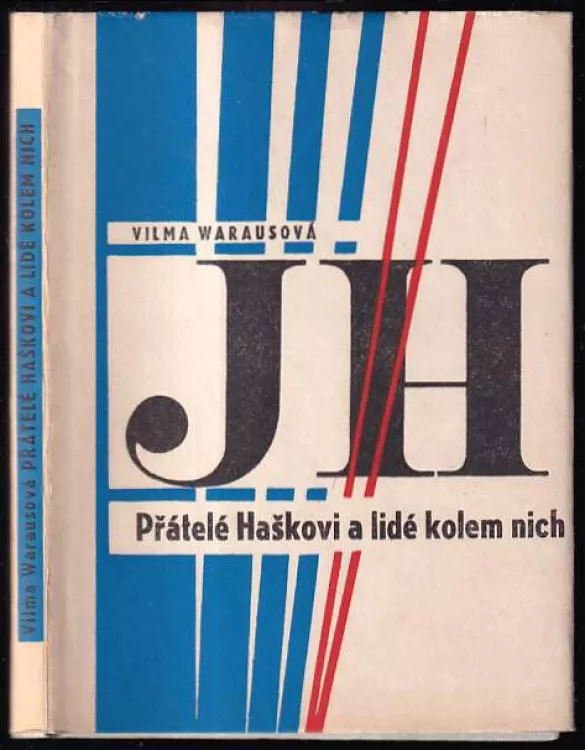 Vilma Warausová PŘÁTELÉ HAŠKOVI A LIDÉ KOLEM NICH
VILMA WARAUSOVÁ
JH
Přátelé Haškovi a lidé kolem nich